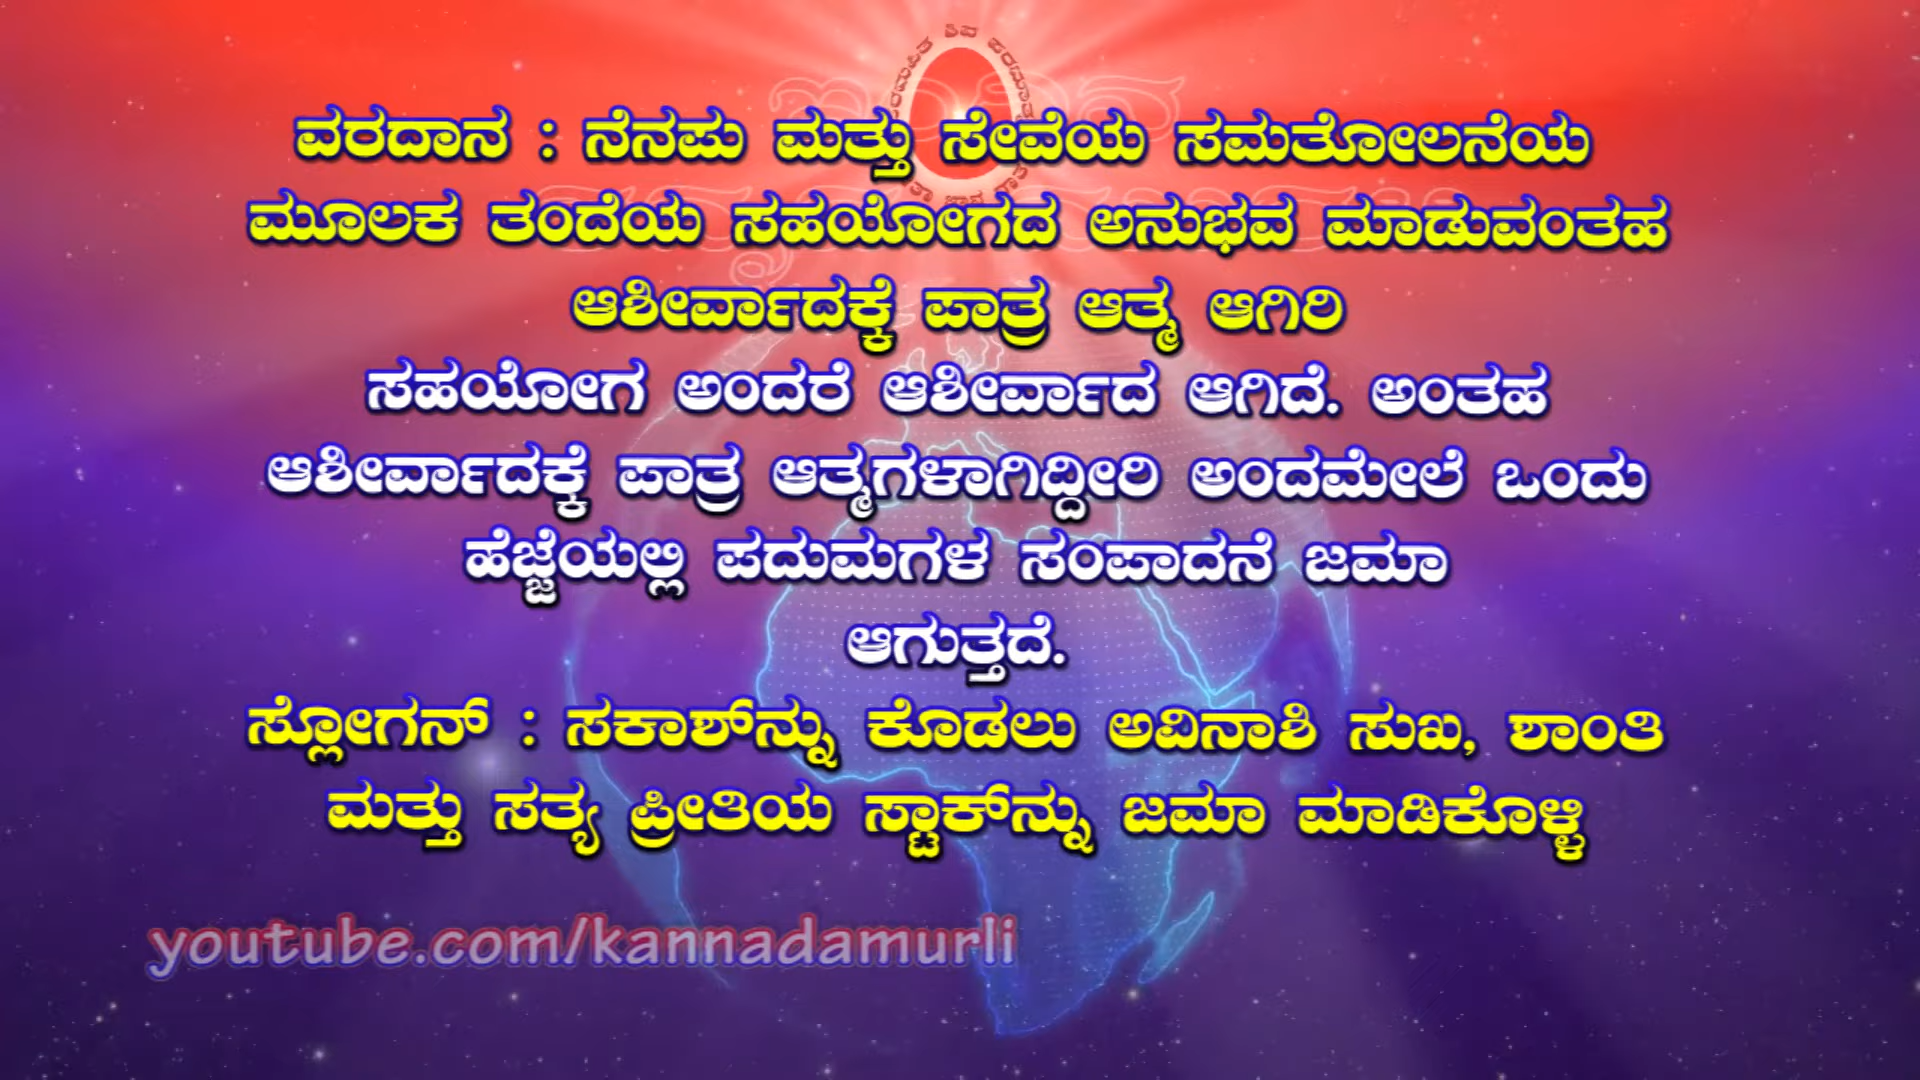 ವರದಾನ : ನೆನಪು ಮತ್ತು ಸೇವೆಯ ಸಮತೋಲನೆಯ
ಮೂಲಕ ತಂದೆಯ ಸಹಯೋಗದ ಅನುಭವ ಮಾಡುವಂತಹ
ಆಶೀರ್ವಾದಕ್ಕೆ ಪಾತ್ರ ಆತ್ಮ ಆಗಿರಿ
ಸಹಯೋಗ ಅಂದರೆ ಆಶೀರ್ವಾದ ಆಗಿದೆ. ಅಂತಹ
ಆಶೀರ್ವಾದಕ್ಕೆ ಪಾತ್ರ ಆತ್ಮಗಳಾಗಿದ್ದೀರಿ ಅಂದಮೇಲೆ ಒಂದು
ಹೆಜ್ಜೆಯಲ್ಲಿ ಪದುಮಗಳ ಸಂಪಾದನೆ ಜಮಾ
ಆಗುತ್ತದೆ.
ಸ್ಲೋಗನ್ : ಸಕಾಶ್‌ನ್ನು ಕೊಡಲು ಅವಿನಾಶಿ ಸುಖ, ಶಾಂತಿ
ಮತ್ತು ಸತ್ಯ ಪ್ರೀತಿಯ ಸ್ಟಾಕ್‌ನ್ನು ಜಮಾ ಮಾಡಿಕೊಳ್ಳಿ
youtube.com/kannadamurli